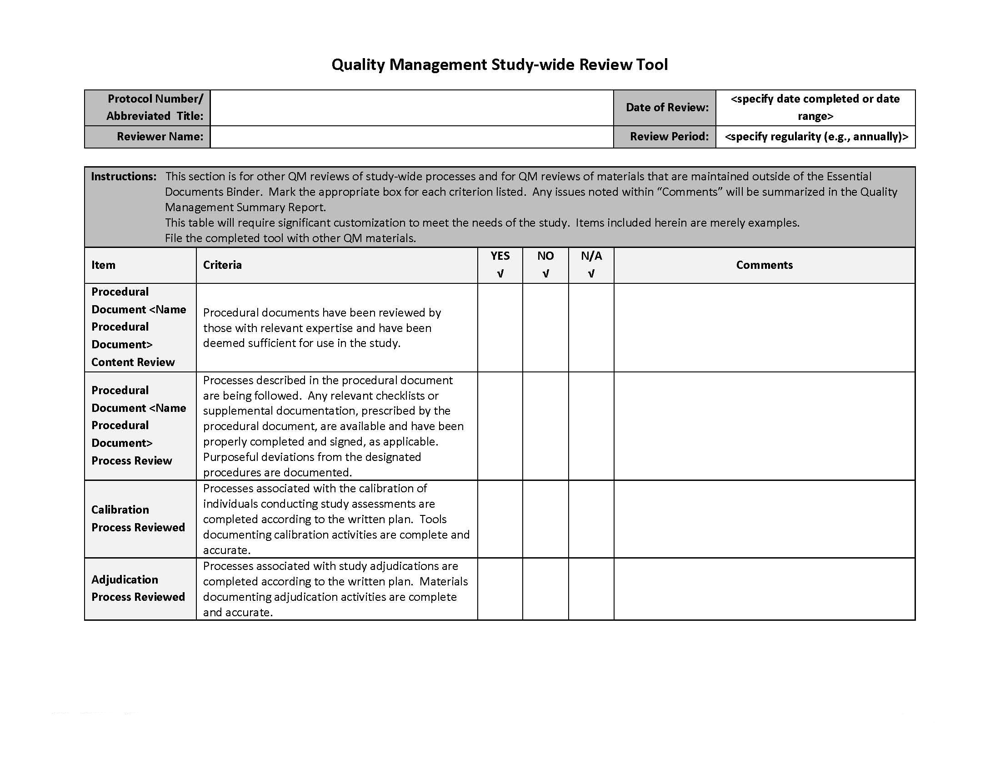 Quality Management Study-wide Review Tool
Protocol Number/
Abbreviated  Title:
Date of Review:
<specify date completed or date
range>
Reviewer Name:
Review Period:
<specify regularity (e.g., annually)>
Instructions:   This section is for other QM reviews of study-wide processes and for QM reviews of materials that are maintained outside of the Essential
Documents Binder.  Mark the appropriate box for each criterion listed.  Any issues noted within “Comments” will be summarized in the Quality
Management Summary Report.
This table will require significant customization to meet the needs of the study.  Items included herein are merely examples.
File the completed tool with other QM materials.
Item
Criteria
YES
√
NO
√
N/A
√
Comments
Procedural
Document <Name
Procedural
Document>
Content Review
Procedural documents have been reviewed by
those with relevant expertise and have been
deemed sufficient for use in the study.
Procedural
Document <Name
Procedural
Document>
Process Review
Processes described in the procedural document
are being followed.  Any relevant checklists or
supplemental documentation, prescribed by the
procedural document, are available and have been
properly completed and signed, as applicable.
Purposeful deviations from the designated
procedures are documented.
Calibration
Process Reviewed
Processes associated with the calibration of
individuals conducting study assessments are
completed according to the written plan.  Tools
documenting calibration activities are complete and
accurate.
Adjudication
Process Reviewed
Processes associated with study adjudications are
completed according to the written plan.  Materials
documenting adjudication activities are complete
and accurate.